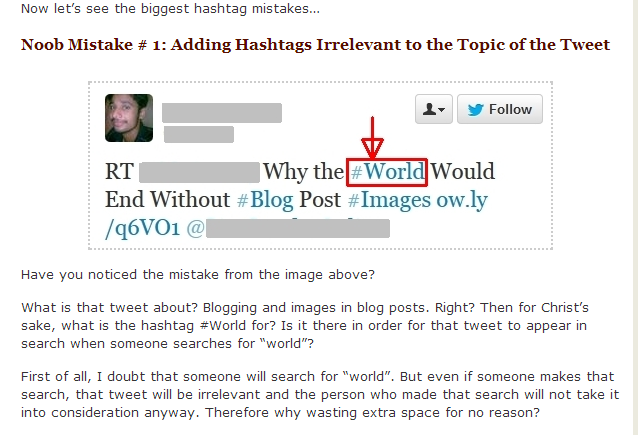 Now let’s see the biggest hashtag mistakes…
Noob Mistake # 1: Adding Hashtags Irrelevant to the Topic of the Tweet
Follow
RT Why the #World Would
End Without #Blog Post #Images ow.ly
/q6VO1 @
Have you noticed the mistake from the image above?
What is that tweet about? Blogging and images in blog posts. Right? Then for Christ’s
sake, what is the hashtag #World for? Is it there in order for that tweet to appear in
search when someone searches for “world”?
First of all, I doubt that someone will search for “world”. But even if someone makes that
search, that tweet will be irrelevant and the person who made that search will not take it
into consideration anyway. Therefore why wasting extra space for no reason?